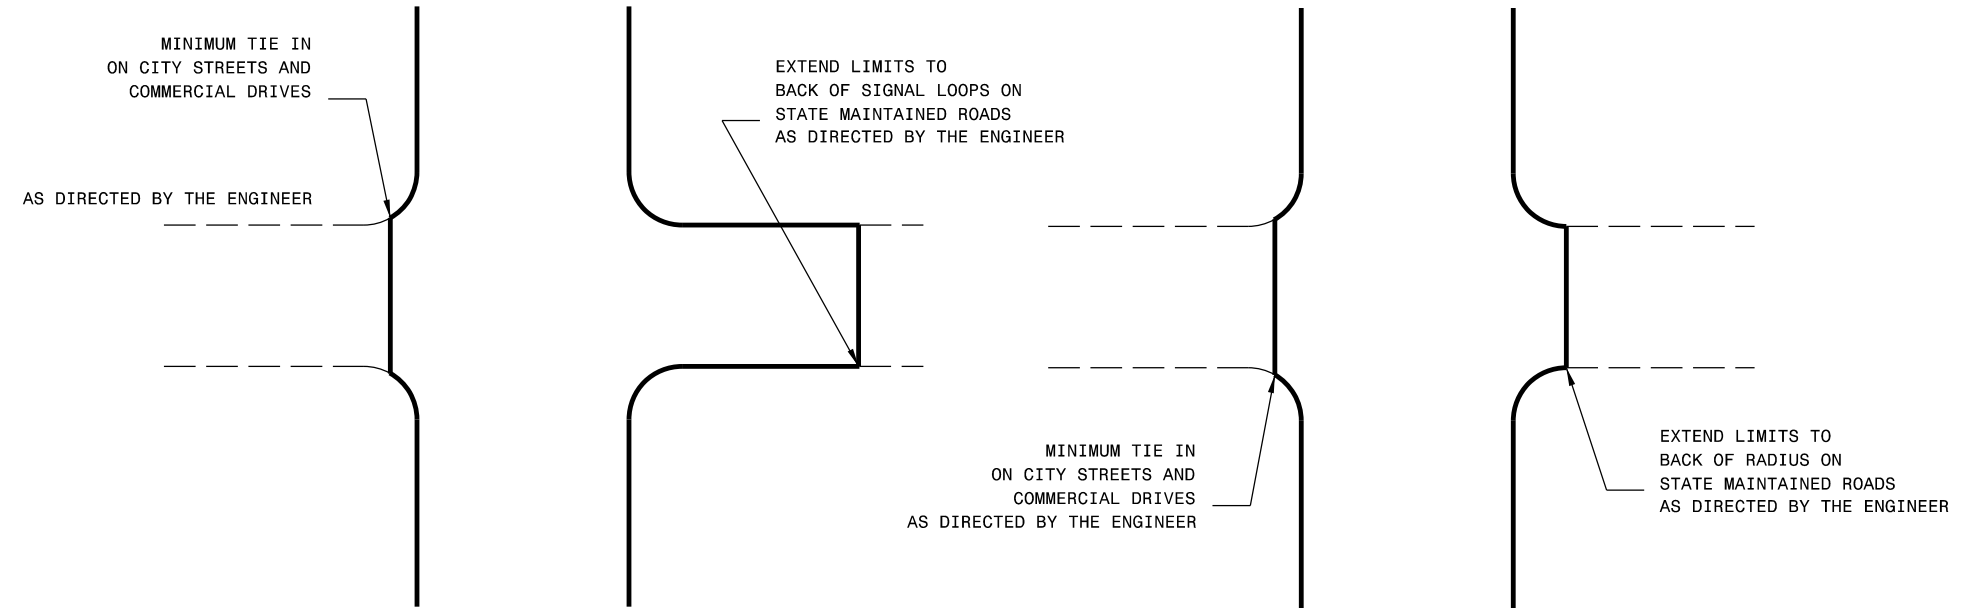 MINIMUM TIE IN
ON CITY STREETS AND
COMMERCIAL DRIVES
AS DIRECTED BY THE ENGINEER
EXTEND LIMITS TO
BACK OF SIGNAL LOOPS ON
STATE MAINTAINED ROADS
AS DIRECTED BY THE ENGINEER
MINIMUM TIE IN
ON CITY STREETS AND
COMMERCIAL DRIVES
AS DIRECTED BY THE ENGINEER
EXTEND LIMITS TO
BACK OF RADIUS ON
STATE MAINTAINED ROADS
AS DIRECTED BY THE ENGINEER